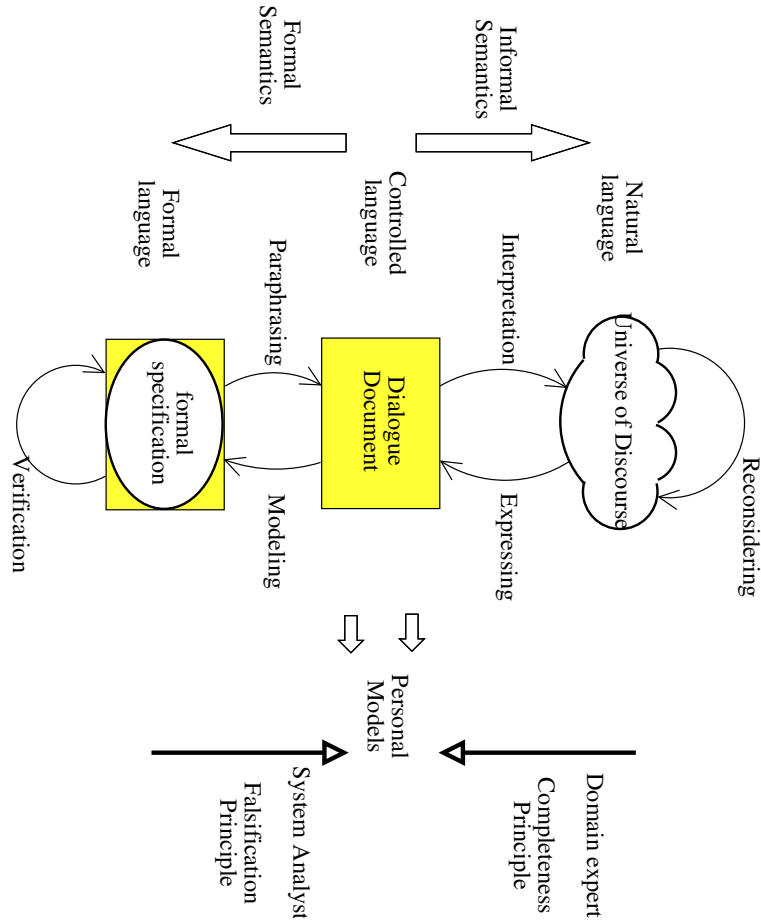 Informal
Semantics
Formal
Semantics
Natural
language
Controlled
language
Formal
language
Reconsidering
Universe of Discourse
Interpretation
Expressing
Dialogue
Document
Paraphrasing
Modeling
formal
specification
Verification
Personal
Models
Domain expert
Completeness
Principle
System Analyst
Falsification
Principle